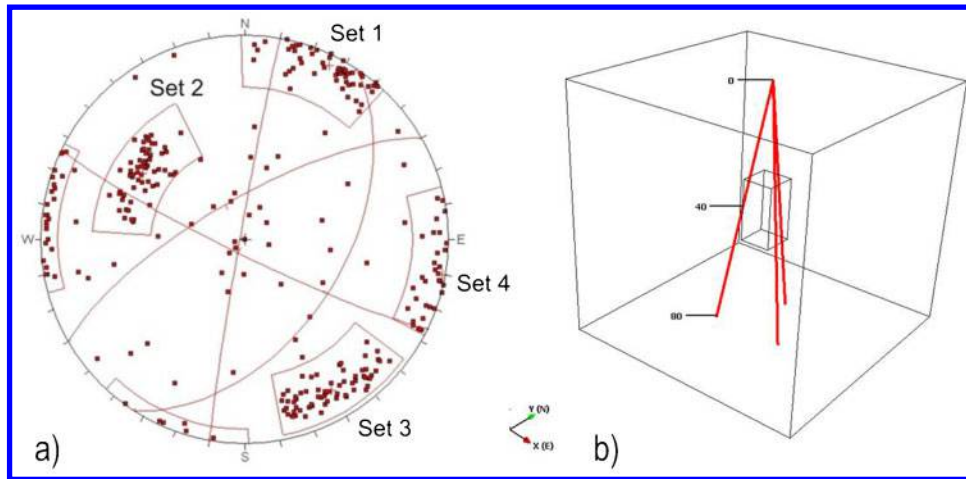 N
Set 1
Set 2
W
E
Set 4
Set 3
S
a)
0
40
80
Y (N)
X (E)
b)